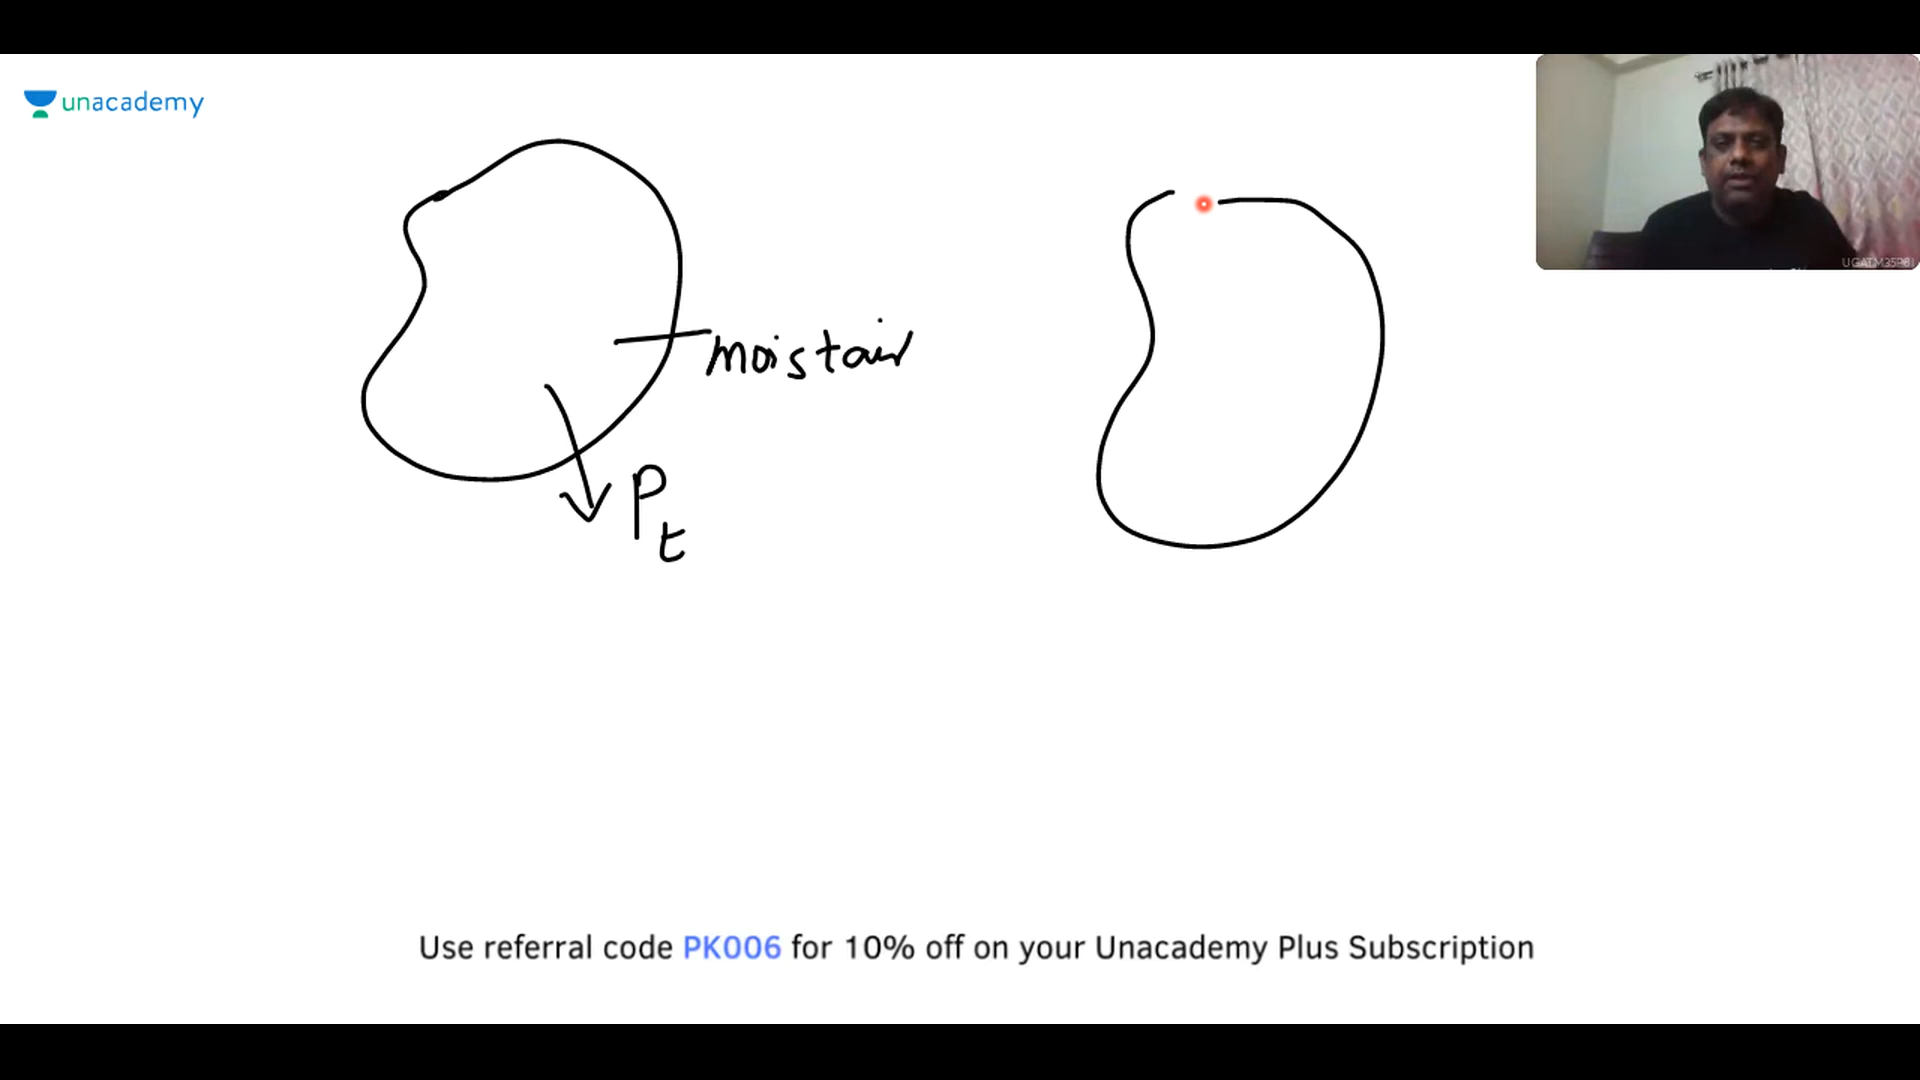 unacademy
moistair
Pt
Use referral code PK006 for 10% off on your Unacademy Plus Subscription